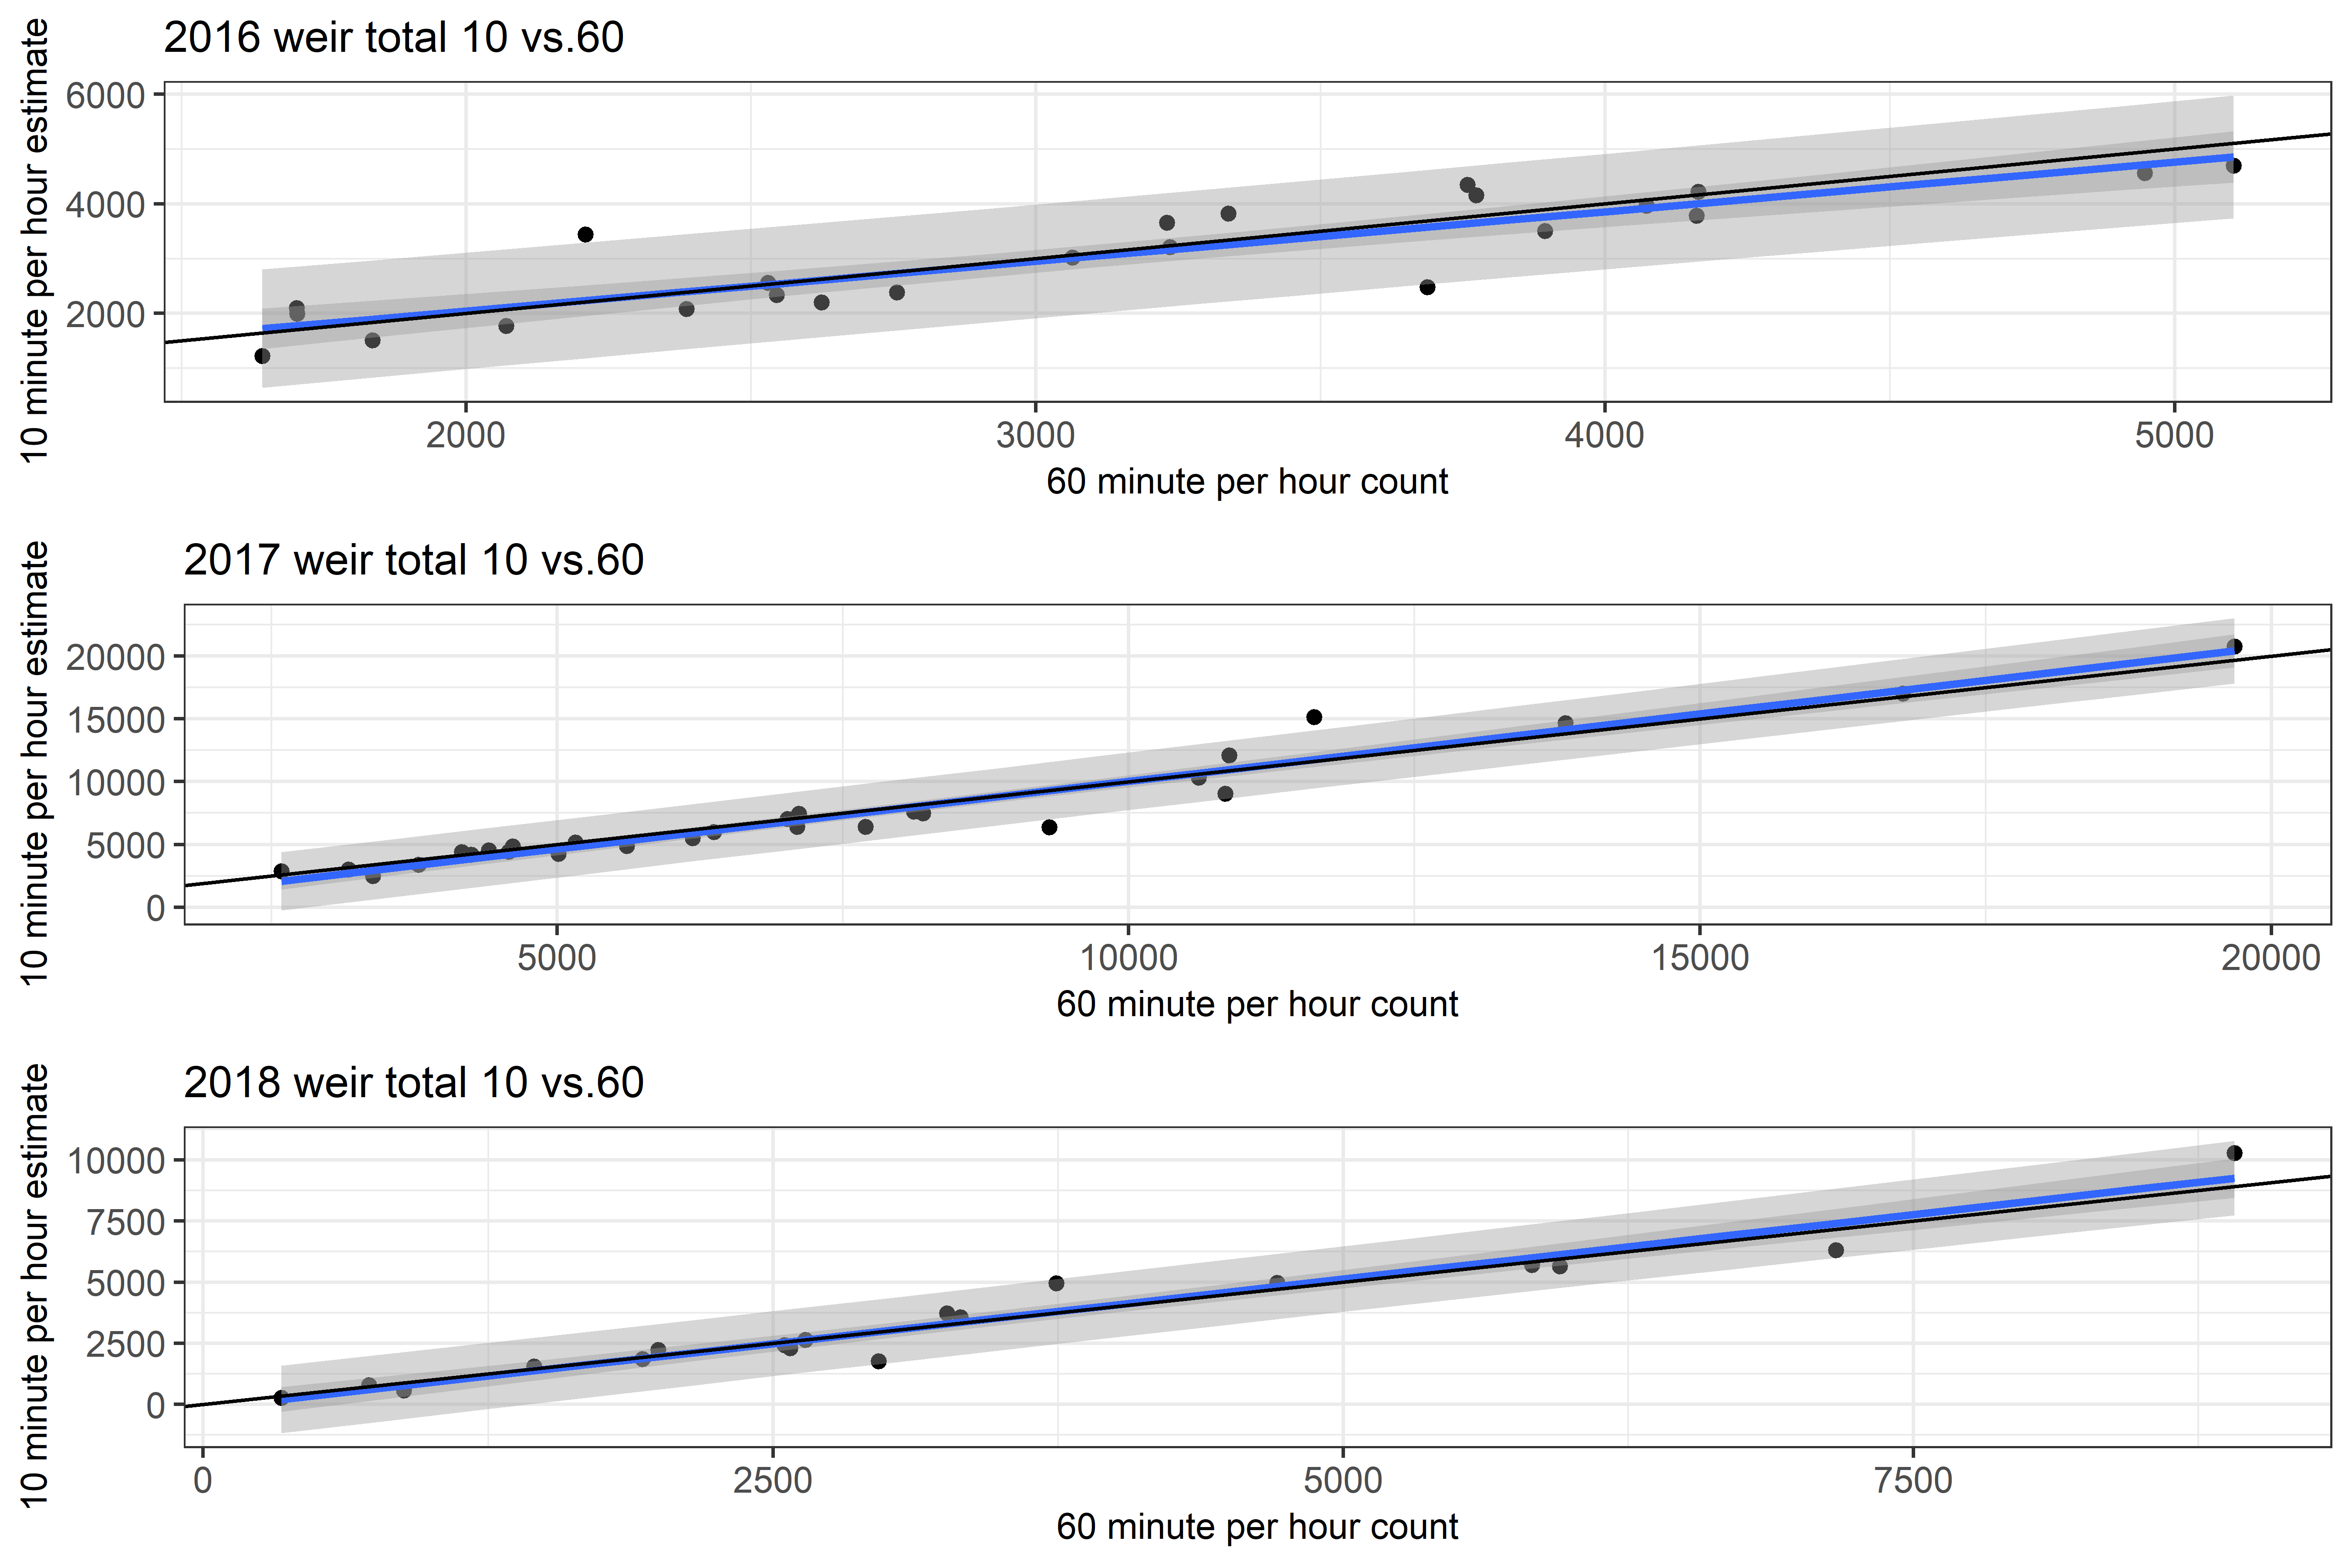 2016 weir total 10 vs.60
10 minute per hour estimate
6000
4000
2000
2000 3000 4000 5000
60 minute per hour count
2017 weir total 10 vs.60
10 minute per hour estimate
20000
15000
10000
5000
0
5000 10000 15000 20000
60 minute per hour count
2018 weir total 10 vs.60
10 minute per hour estimate
10000
7500
5000
2500
0
0 2500 5000 7500
60 minute per hour count